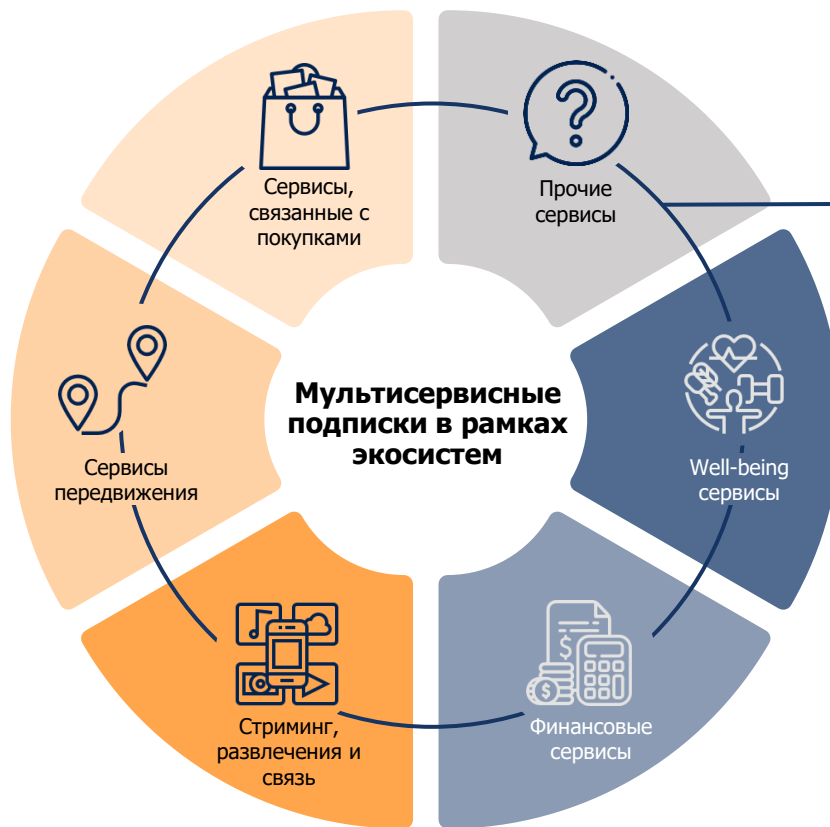 Сервисы,
связанные с
покупками
Прочие
сервисы
Мультисервисные
подписки в рамках
экосистем
Сервисы
передвижения
Well-being
сервисы
Стриминг,
развлечения и
связь
Финансовые
сервисы